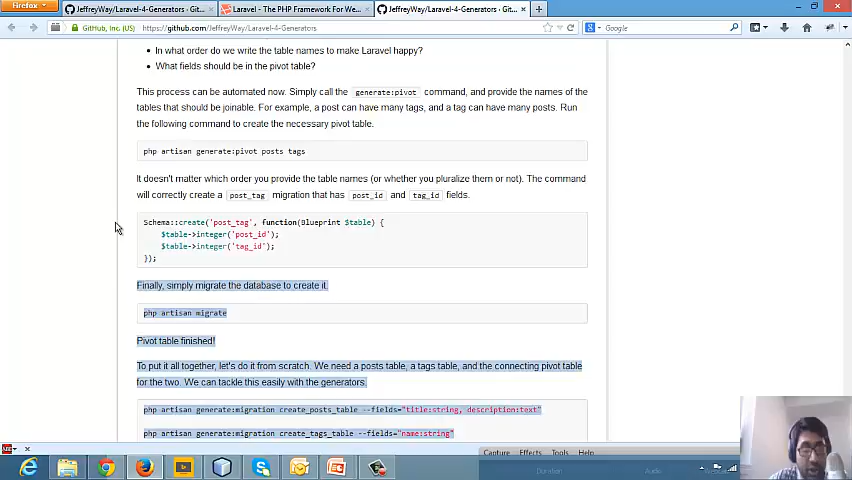 Firefox
JeffreyWay/Laravel-4-Generators · Git...
Laravel - The PHP Framework For We...
JeffreyWay/Laravel-4-Generators · Git...
GitHub, Inc. (US)
https://github.com/JeffreyWay/Laravel-4-Generators
Google
In what order do we write the table names to make Laravel happy?
What fields should be in the pivot table?
This process can be automated now. Simply call the generate:pivot command, and provide the names of the
tables that should be joinable. For example, a post can have many tags, and a tag can have many posts. Run
the following command to create the necessary pivot table.
php artisan generate:pivot posts tags
It doesn't matter which order you provide the table names (or whether you pluralize them or not). The command
will correctly create a post_tag migration that has post_id and tag_id fields.
Schema::create('post_tag', function(Blueprint $table) {
$table->integer('post_id');
$table->integer('tag_id');
});
Finally, simply migrate the database to create it.
php artisan migrate
Pivot table finished!
To put it all together, let's do it from scratch. We need a posts table, a tags table, and the connecting pivot table
for the two. We can tackle this easily with the generators.
php artisan generate:migration create_posts_table --fields="title:string, description:text"
php artisan generate:migration create_tags_table --fields="name:string"
Capture Effects Tools Help
Duration Audio